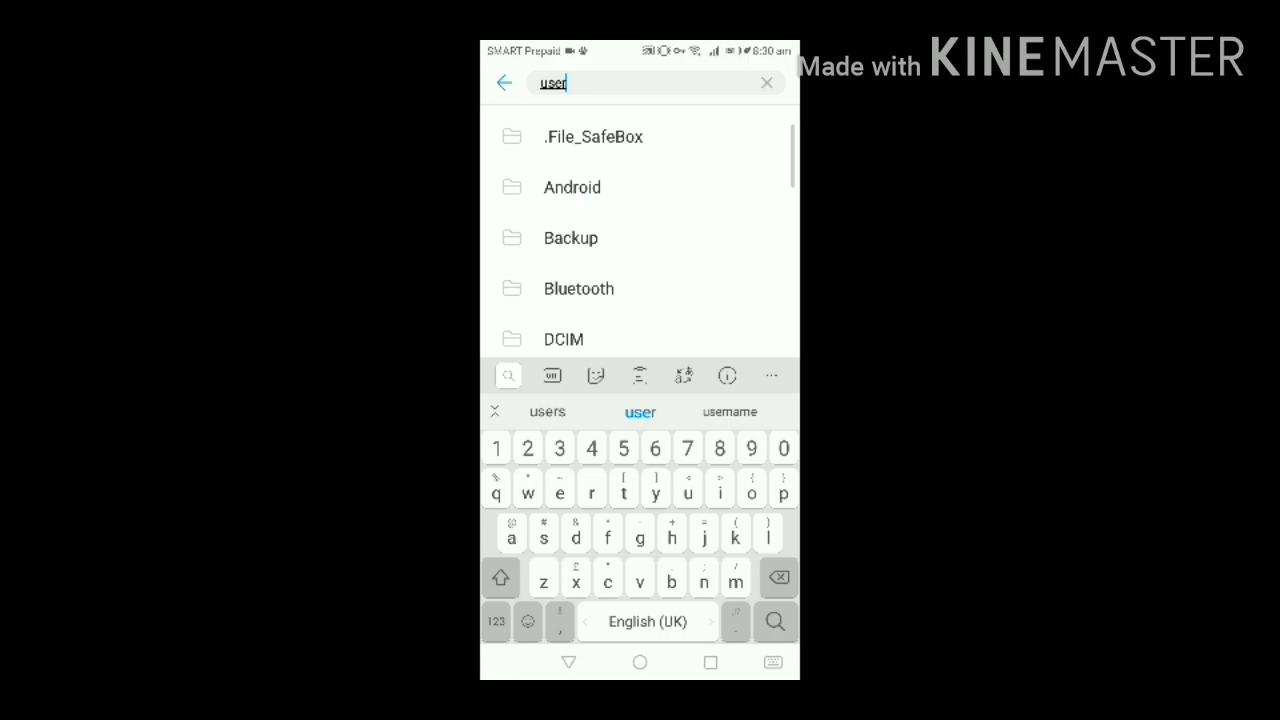 SMART Prepaid
8:30 am
Made with KINEMASTER
user
.File_SafeBox
Android
Backup
Bluetooth
DCIM
users user username
1 2 3 4 5 6 7 8 9 0
q w e r t y u i o p
a s d f g h j k l
z x c v b n m
123 , English (UK) .